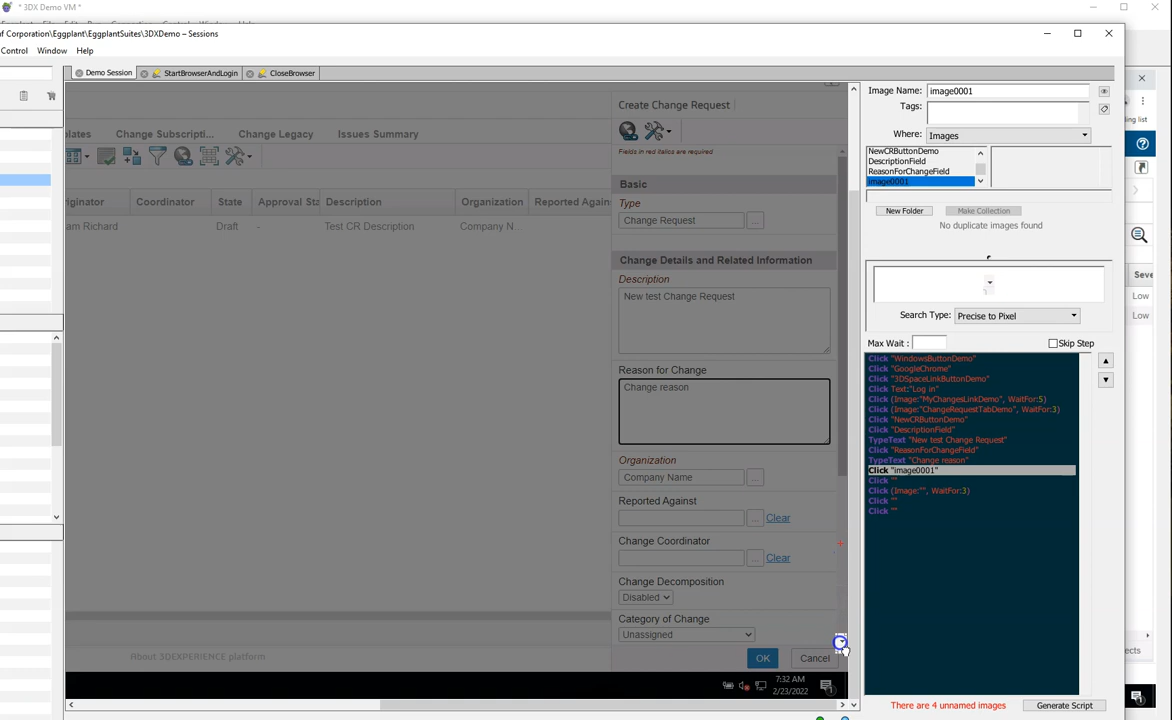 * 3DX Demo VM *
f Corporation\Eggplant\EggplantSuites\3DXDemo – Sessions
Control Window Help
Demo Session StartBrowserAndLogin CloseBrowser
Image Name: image0001
Tags:
Where: Images
NewCRButtonDemo
DescriptionField
ReasonForChangeField
image0001
New Folder Make Collection
No duplicate images found
Search Type: Precise to Pixel
Max Wait : Skip Step
Click "WindowsButtonDemo"
Click "GoogleChrome"
Click "3DSpaceLinkButtonDemo"
Click Text:"Log in"
Click (Image:"MyChangesLinkDemo", WaitFor:5)
Click (Image:"ChangeRequestTabDemo", WaitFor:3)
Click "NewCRButtonDemo"
Click "DescriptionField"
TypeText "New test Change Request"
Click "ReasonForChangeField"
TypeText "Change reason"
Click "image0001"
Click ""
Click (Image:"", WaitFor:3)
Click ""
Click ""
There are 4 unnamed images Generate Script
Create Change Request
Fields in red italics are required
Basic
Type
Change Request ...
Change Details and Related Information
Description
New test Change Request
Reason for Change
Change reason
Organization
Company Name ...
Reported Against
... Clear
Change Coordinator
... Clear
Change Decomposition
Disabled
Category of Change
Unassigned
OK Cancel
plates Change Subscripti... Change Legacy Issues Summary
riginator Coordinator State Approval Sta Description Organization Reported Again
am Richard Draft - Test CR Description Company N..
About 3DEXPERIENCE platform
7:32 AM
2/23/2022
ling list
Seve
Low
Low
ects